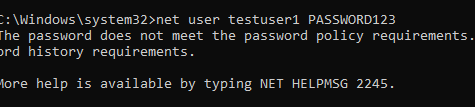 C:\Windows\system32>net user testuser1 PASSWORD123
The password does not meet the password policy requirements.
ord history requirements.
More help is available by typing NET HELPMSG 2245.